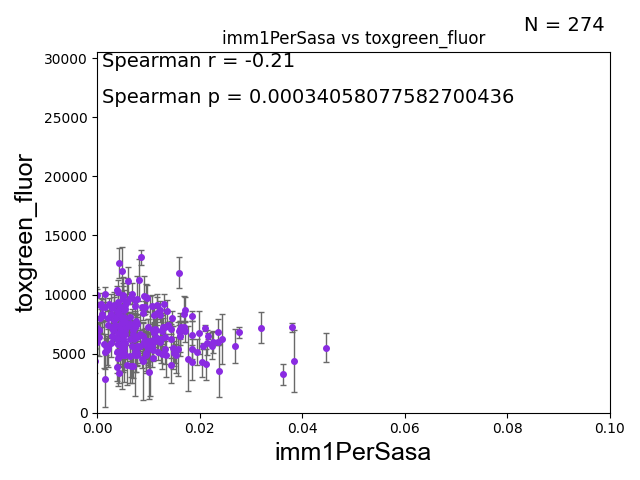 N = 274
imm1PerSasa vs toxgreen_fluor
Spearman r = -0.21
Spearman p = 0.00034058077582700436
30000
25000
20000
15000
10000
5000
0
toxgreen_fluor
0.00 0.02 0.04 0.06 0.08 0.10
imm1PerSasa